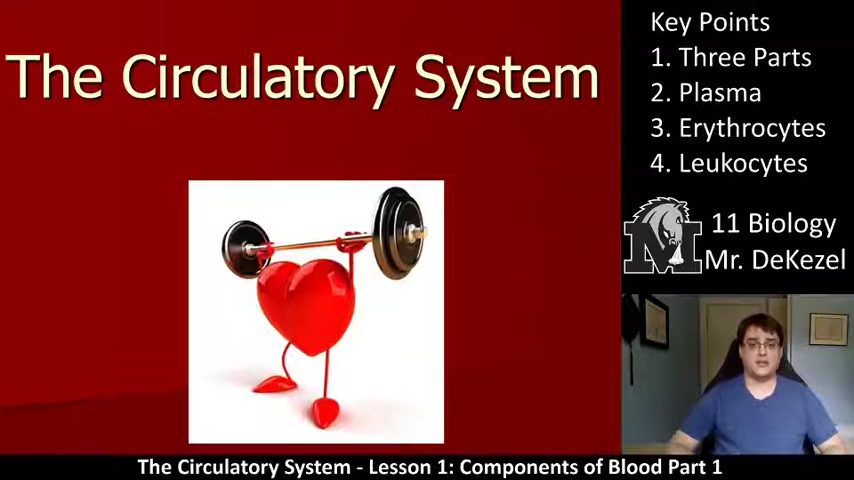 The Circulatory System
Key Points
1. Three Parts
2. Plasma
3. Erythrocytes
4. Leukocytes
M
11 Biology
Mr. DeKezel
The Circulatory System - Lesson 1: Components of Blood Part 1